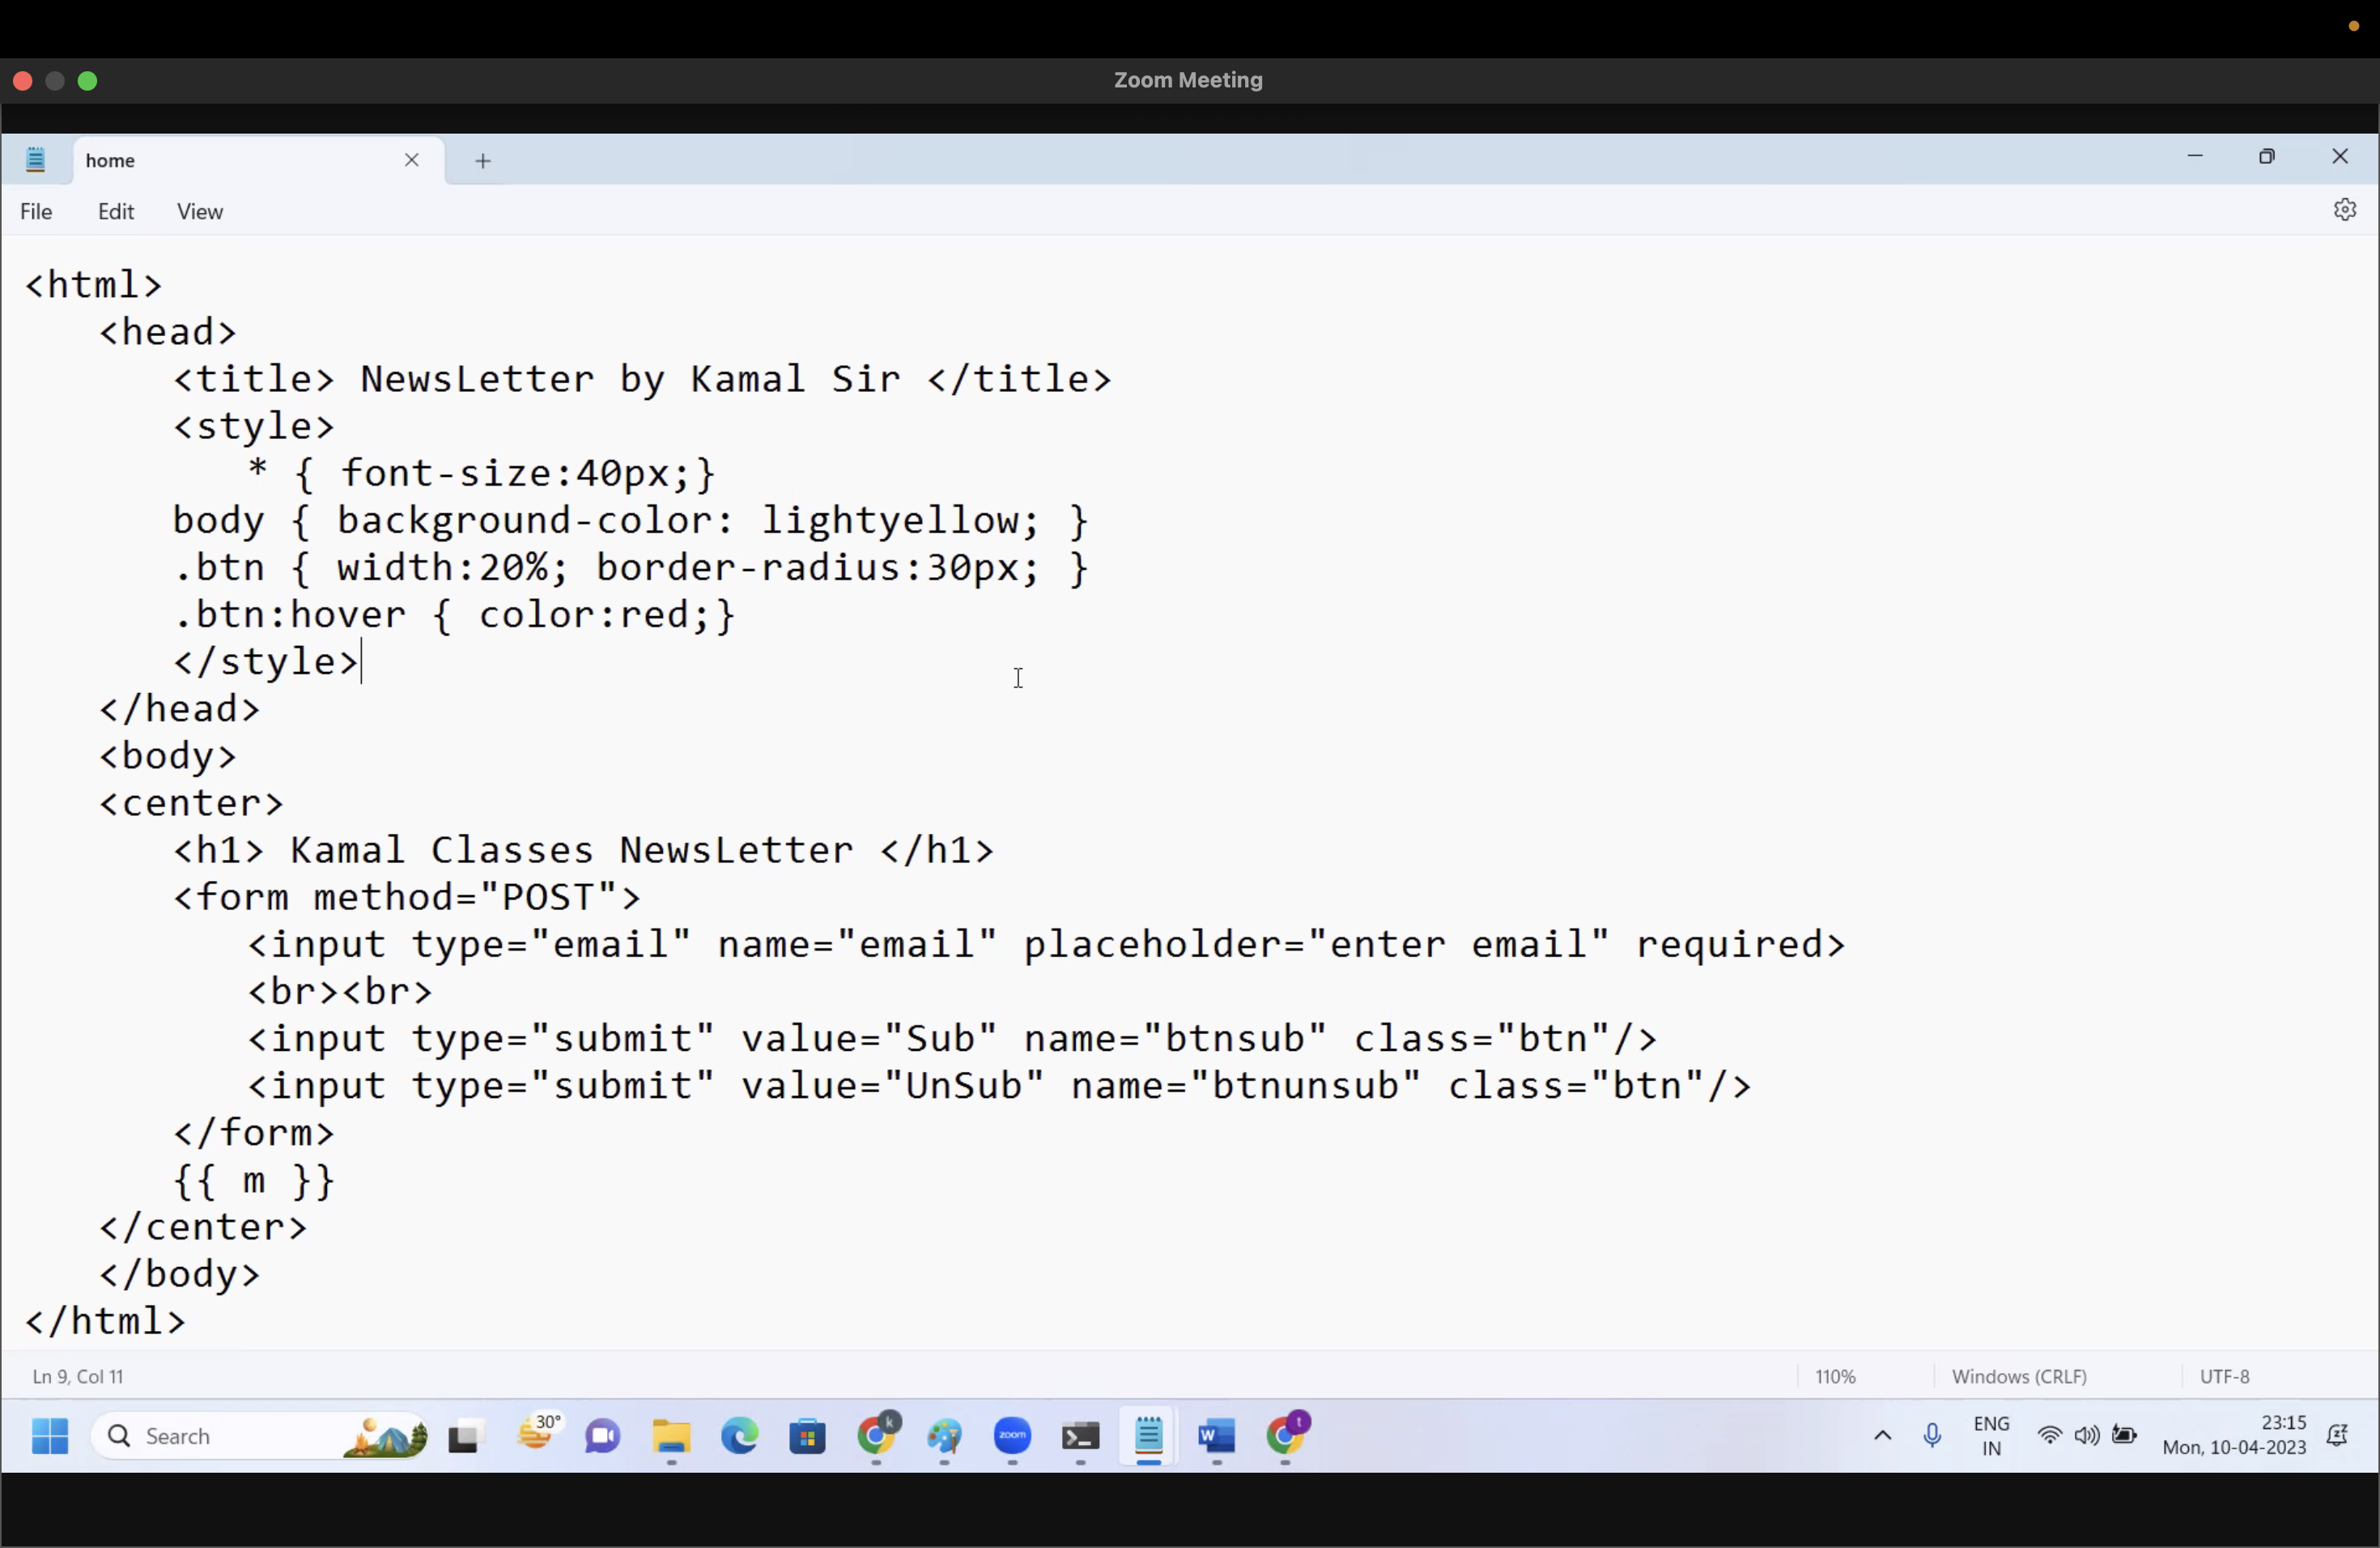 Zoom Meeting
home
File Edit View
<html>
<head>
<title> NewsLetter by Kamal Sir </title>
<style>
* { font-size:40px;}
body { background-color: lightyellow; }
.btn { width:20%; border-radius:30px; }
.btn:hover { color:red;}
</style>
</head>
<body>
<center>
<h1> Kamal Classes NewsLetter </h1>
<form method="POST">
<input type="email" name="email" placeholder="enter email" required>
<br><br>
<input type="submit" value="Sub" name="btnsub" class="btn"/>
<input type="submit" value="UnSub" name="btnunsub" class="btn"/>
</form>
{{ m }}
</center>
</body>
</html>
Ln 9, Col 11 110% Windows (CRLF) UTF-8
Search 30° k zoom W t ENG 23:15
IN Mon, 10-04-2023